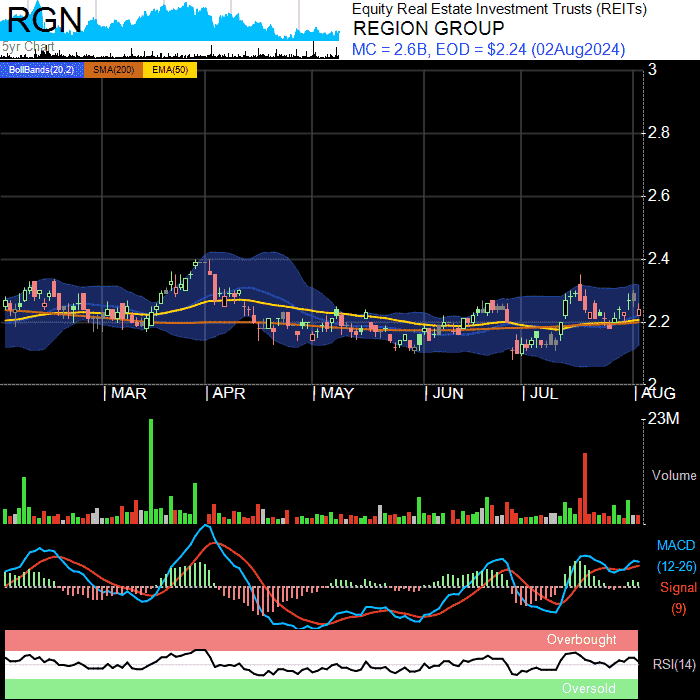 RGN
5yr Chart
Equity Real Estate Investment Trusts (REITs)
REGION GROUP
MC = 2.6B, EOD = $2.24 (02Aug2024)
BollBands(20,2) SMA(200) EMA(50)
3
2.8
2.6
2.4
2.2
2
MAR APR MAY JUN JUL AUG
23M
Volume
MACD
(12-26)
Signal
(9)
Overbought
RSI(14)
Oversold